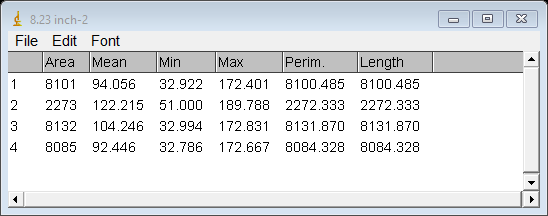 8.23 inch-2
File Edit Font
Area Mean Min Max Perim. Length
1 8101 94.056 32.922 172.401 8100.485 8100.485
2 2273 122.215 51.000 189.788 2272.333 2272.333
3 8132 104.246 32.994 172.831 8131.870 8131.870
4 8085 92.446 32.786 172.667 8084.328 8084.328